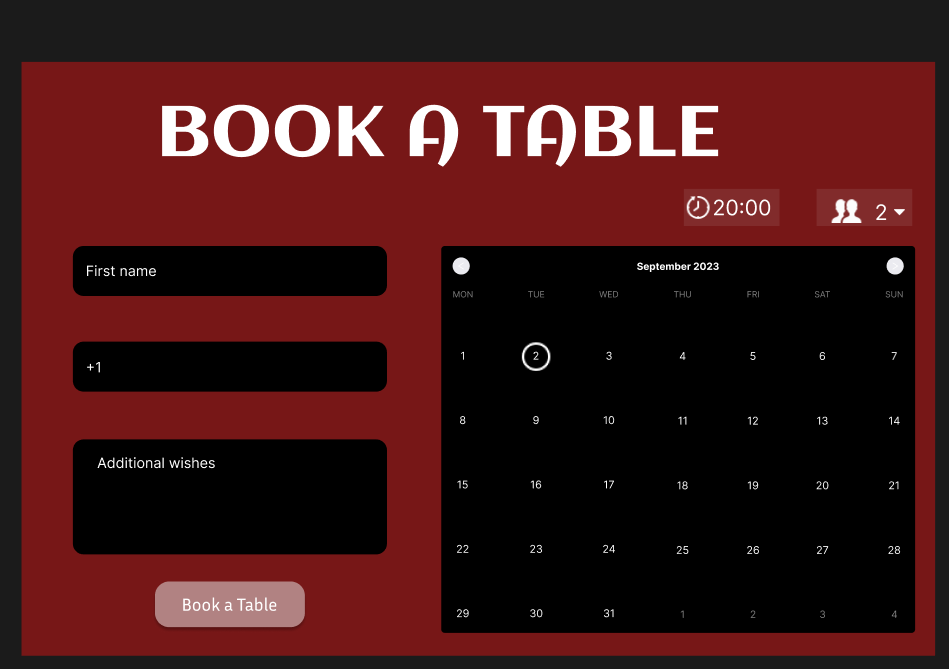 BOOK A TABLE
20:00
2
First name
+1
Additional wishes
Book a Table
September 2023
MON TUE WED THU FRI SAT SUN
1 2 3 4 5 6 7
8 9 10 11 12 13 14
15 16 17 18 19 20 21
22 23 24 25 26 27 28
29 30 31 1 2 3 4